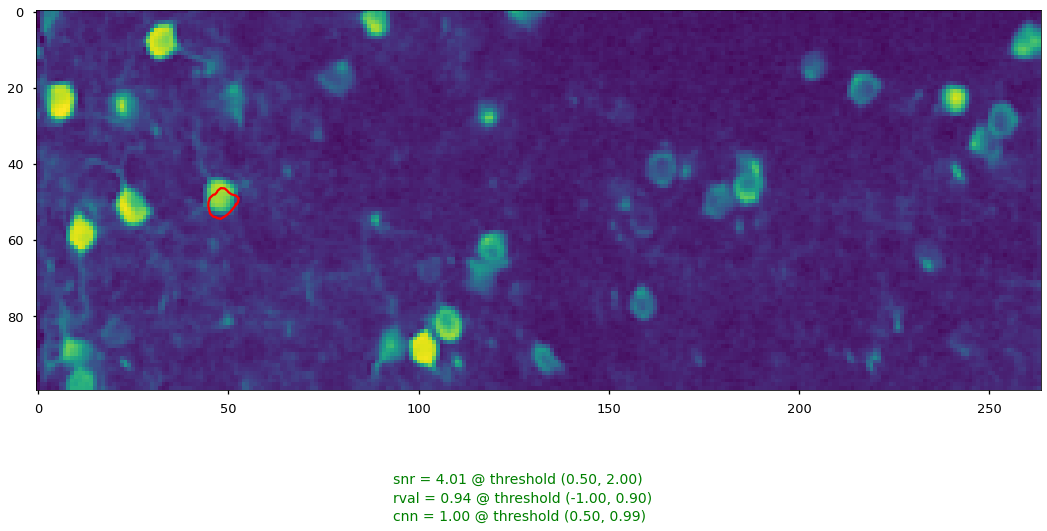 0
20
40
60
80
0 50 100 150 200 250
snr = 4.01 @ threshold (0.50, 2.00)
rval = 0.94 @ threshold (-1.00, 0.90)
cnn = 1.00 @ threshold (0.50, 0.99)